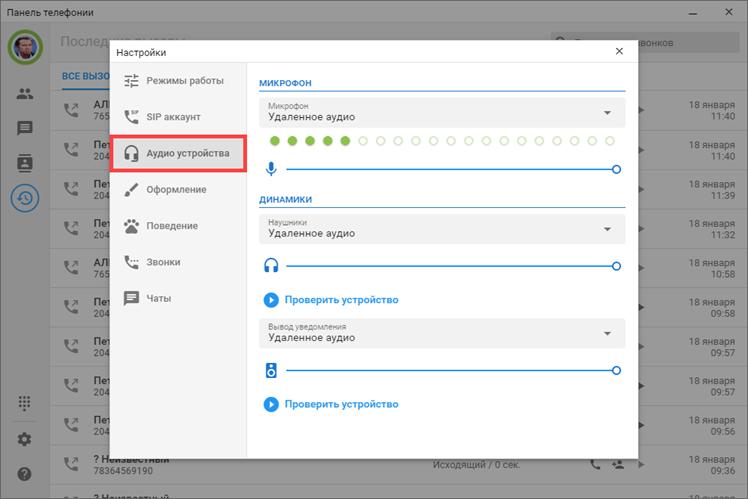 Панель телефонии
Последние вызовы
звонков
Настройки
ВСЕ ВЫЗО
Режимы работы
SIP аккаунт
Аудио устройства
Оформление
Поведение
Звонки
Чаты
МИКРОФОН
Микрофон
Удаленное аудио
ДИНАМИКИ
Наушники
Удаленное аудио
Проверить устройство
Вывод уведомления
Удаленное аудио
Проверить устройство
АЛ
765
18 января
11:40
Пет
204
18 января
11:40
Пет
204
18 января
11:39
Пет
204
18 января
11:32
АЛ
765
18 января
10:58
Пет
204
18 января
09:58
Пет
204
18 января
09:57
Пет
204
18 января
09:57
Пет
204
18 января
09:56
? Неизвестный
78364569190
Исходящий / 0 сек.
18 января
09:36
? Неизвестный
18 января